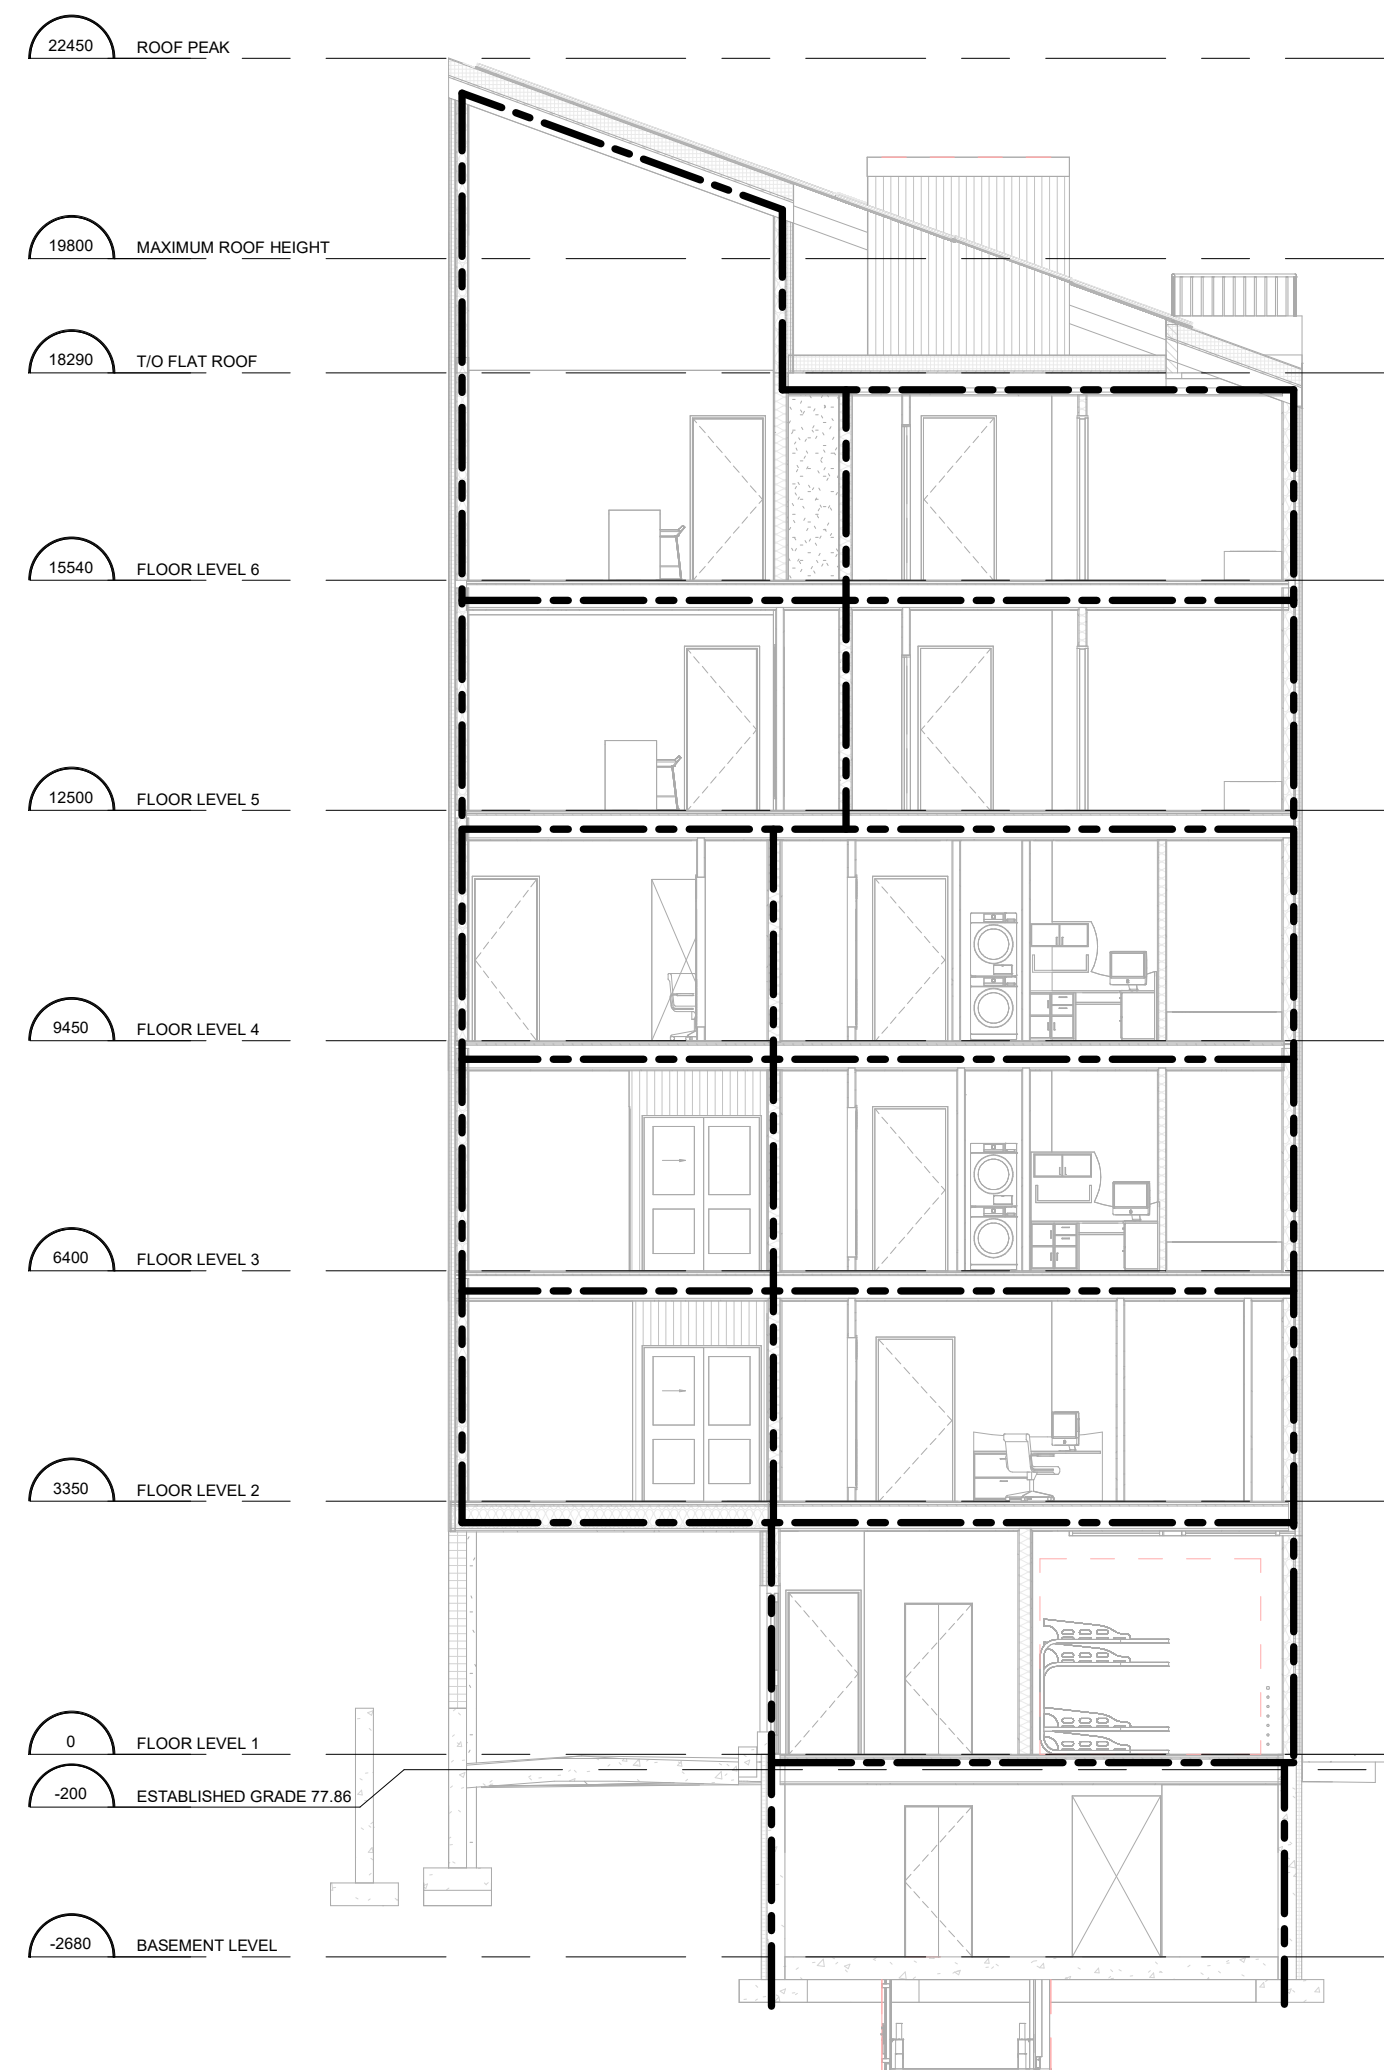 22450 ROOF PEAK
19800 MAXIMUM ROOF HEIGHT
18290 T/O FLAT ROOF
15540 FLOOR LEVEL 6
12500 FLOOR LEVEL 5
9450 FLOOR LEVEL 4
6400 FLOOR LEVEL 3
3350 FLOOR LEVEL 2
0 FLOOR LEVEL 1
-200 ESTABLISHED GRADE 77.86
-2680 BASEMENT LEVEL